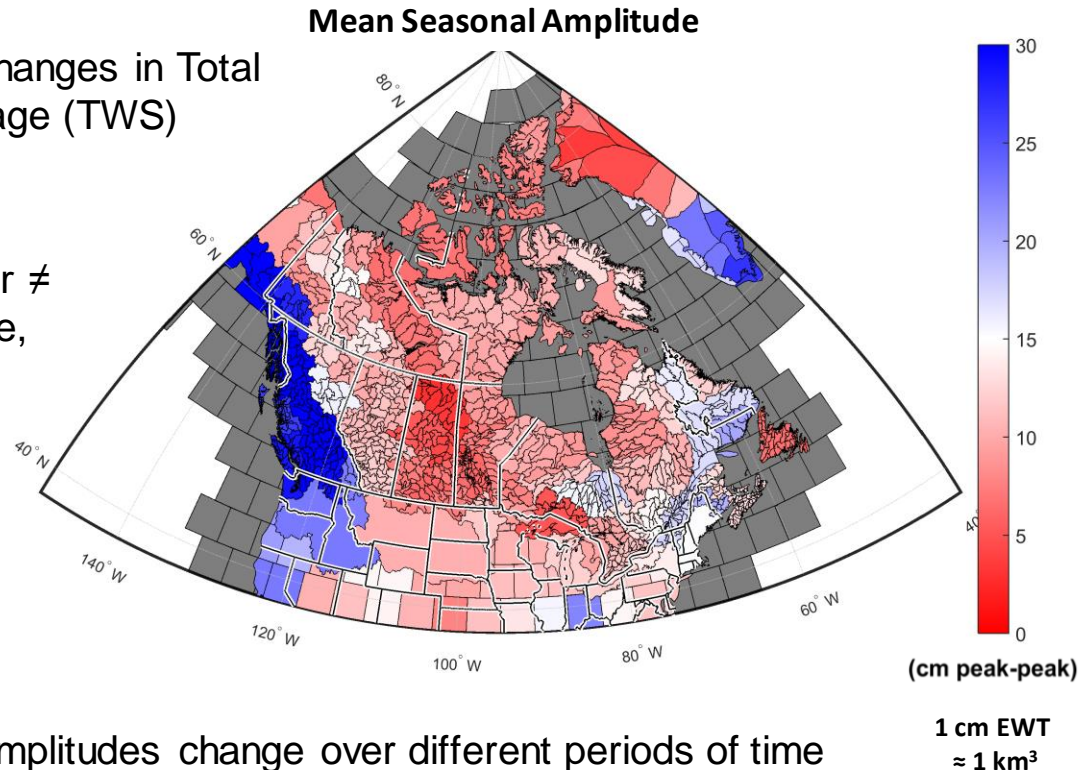 Mean Seasonal Amplitude
hanges in Total
age (TWS)
r ≠
e,
80° N
60° N
40° N
140° W
120° W
100° W
80° W
60° W
40
30
25
20
15
10
5
0
(cm peak-peak)
1 cm EWT
≈ 1 km³
mplitudes change over different periods of time